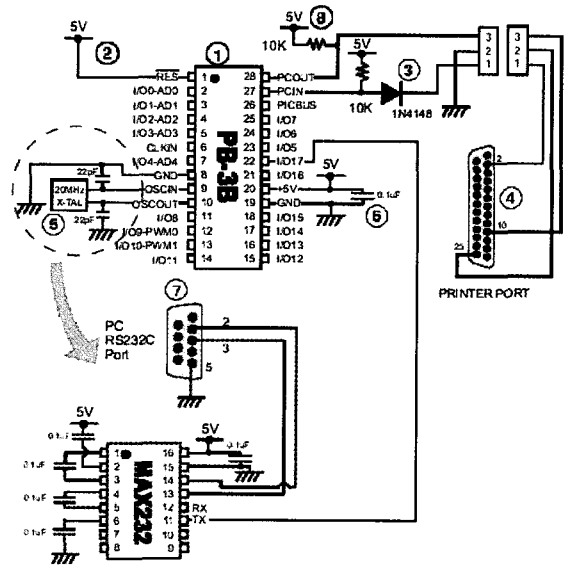 5V
②
①
5V
⑧
10K
5V
10K
③
1N4148
3
2
1
3
2
1
RES 1 28 PCOUT
I/O0-AD0 2 27 PCIN
I/O1-AD1 3 26 PICBUS
I/O2-AD2 4 25 I/O7
I/O3-AD3 5 24 I/O6
CLKIN 6 23 I/O5
I/O4-AD4 7 22 I/O17
GND 8 21 I/O16
OSCIN 9 20 +5V
OSCOUT 10 19 GND
I/O8 11 18 I/O15
I/O9-PWM0 12 17 I/O14
I/O10-PWM1 13 16 I/O13
I/O11 14 15 I/O12
PB-3B
22pF
20MHz
X-TAL
22pF
⑤
5V
0.1uF
⑥
2
④
10
25
PRINTER PORT
⑦
PC
RS232C
Port
2
3
5
5V
0.1uF
0.1uF
0.1uF
0.1uF
5V
0.1uF
1 16
2 15
3 14
4 13
5 12 RX
6 11 TX
7 10
8 9
MAX232